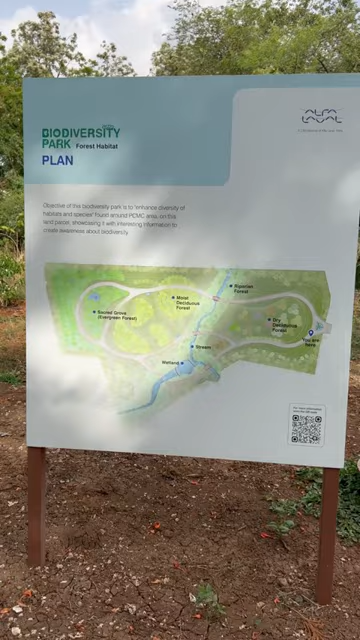 BIODIVERSITY
PARK Forest Habitat
PLAN
ALFA
LAVAL
Objective of this biodiversity park is to "enhance diversity of
habitats and species" found around PCMC area, on this
land parcel, showcasing it with interesting information to
create awareness about biodiversity.
Riparian
Forest
Moist
Deciduous
Forest
Sacred Grove
(Evergreen Forest)
Dry
Deciduous
Forest
You are
here
Stream
Wetland